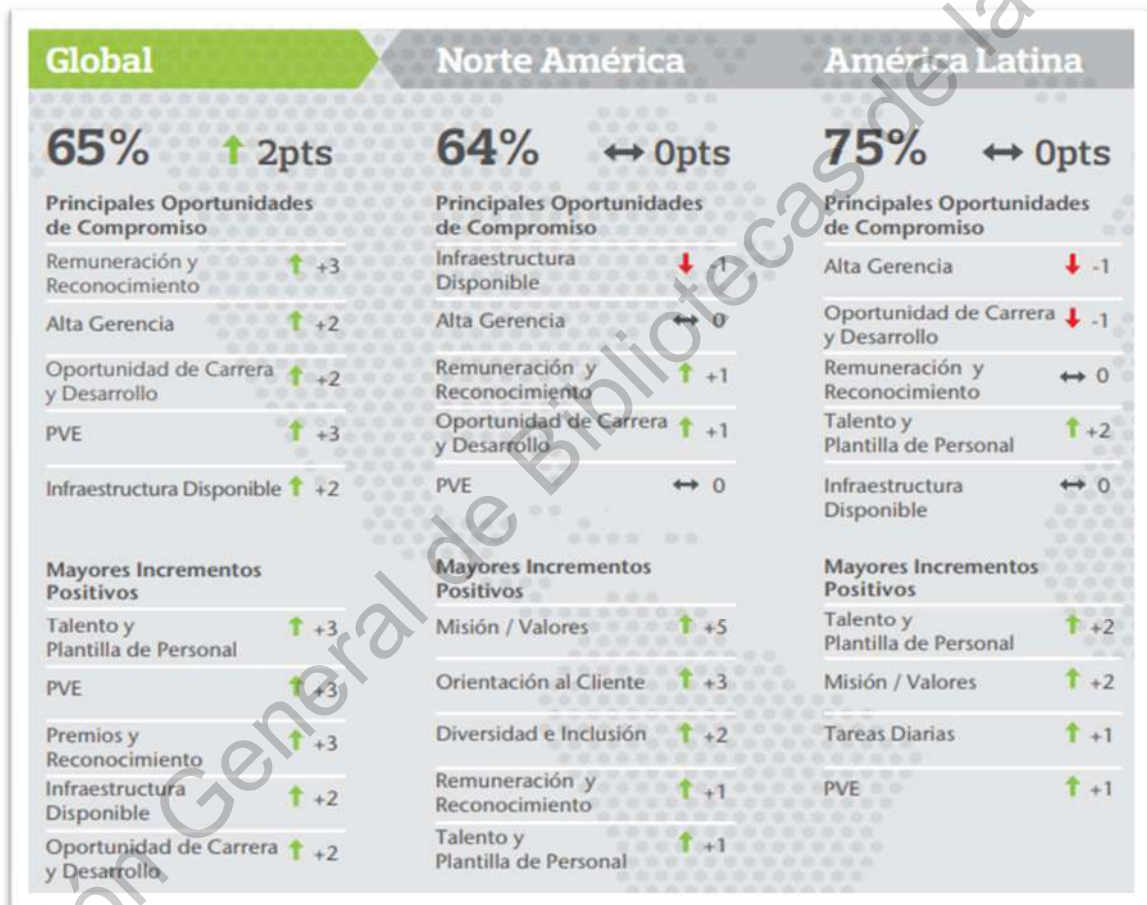 Global
65% ↑ 2pts
Principales Oportunidades
de Compromiso
Remuneración y
Reconocimiento ↑ +3
Alta Gerencia ↑ +2
Oportunidad de Carrera
y Desarrollo ↑ +2
PVE ↑ +3
Infraestructura Disponible ↑ +2
Mayores Incrementos
Positivos
Talento y
Plantilla de Personal ↑ +3
PVE ↑ +3
Premios y
Reconocimiento ↑ +3
Infraestructura
Disponible ↑ +2
Oportunidad de Carrera
y Desarrollo ↑ +2
Norte América
64% ↔ 0pts
Principales Oportunidades
de Compromiso
Infraestructura
Disponible ↓ -1
Alta Gerencia ↔ 0
Remuneración y
Reconocimiento ↑ +1
Oportunidad de Carrera
y Desarrollo ↑ +1
PVE ↔ 0
Mayores Incrementos
Positivos
Misión / Valores ↑ +5
Orientación al Cliente ↑ +3
Diversidad e Inclusión ↑ +2
Remuneración y
Reconocimiento ↑ +1
Talento y
Plantilla de Personal ↑ +1
América Latina
75% ↔ 0pts
Principales Oportunidades
de Compromiso
Alta Gerencia ↓ -1
Oportunidad de Carrera
y Desarrollo ↓ -1
Remuneración y
Reconocimiento ↔ 0
Talento y
Plantilla de Personal ↑ +2
Infraestructura
Disponible ↔ 0
Mayores Incrementos
Positivos
Talento y
Plantilla de Personal ↑ +2
Misión / Valores ↑ +2
Tareas Diarias ↑ +1
PVE ↑ +1
General de Bibliotecas de la